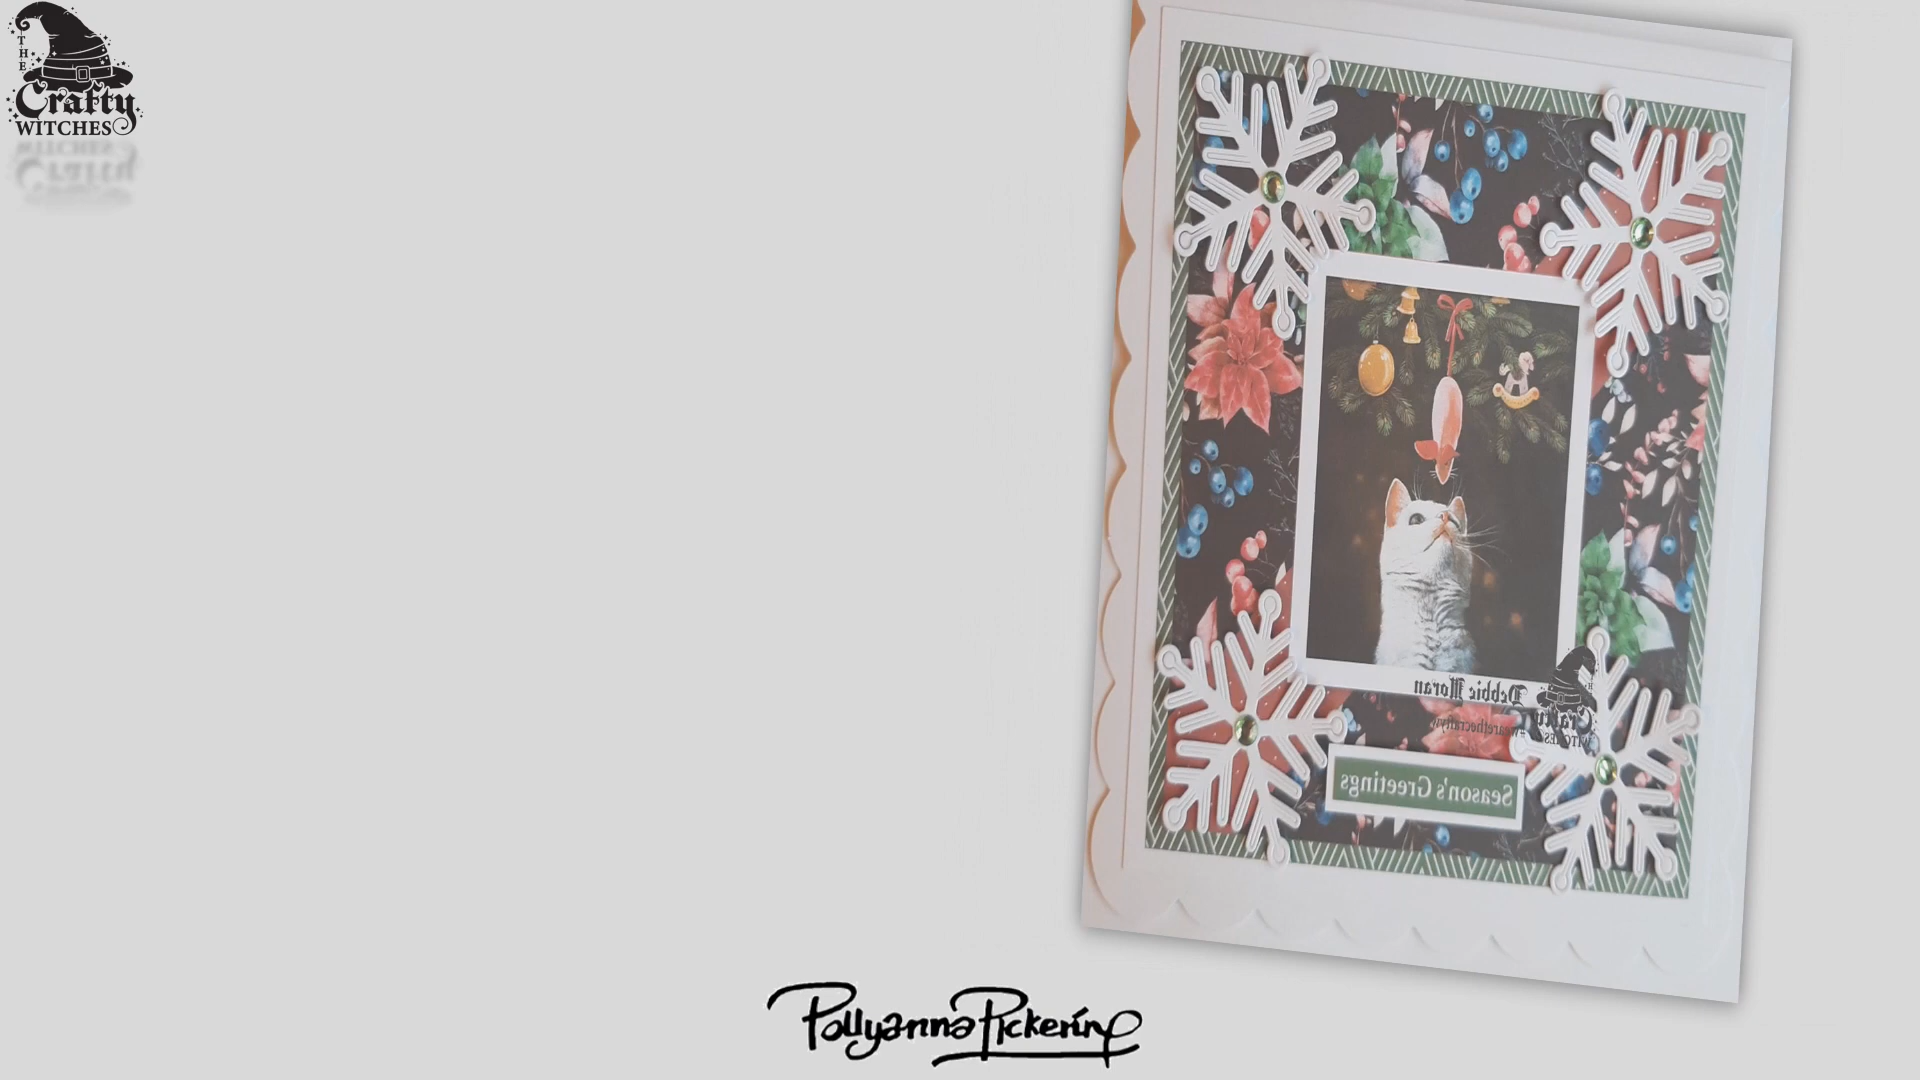 THE
Crafty
WITCHES
Debbie Moran
Season's Greetings
Pollyanna Pickering